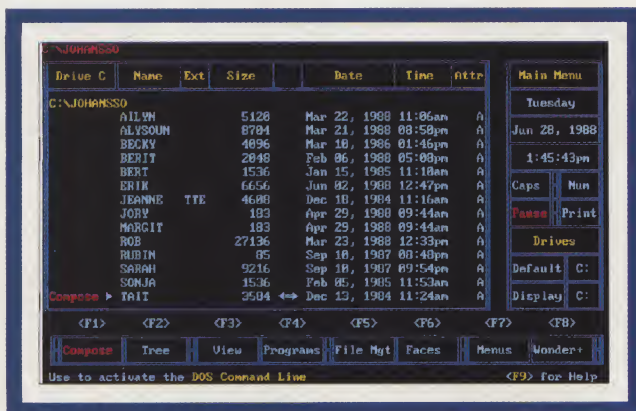 C:\JOHANSSO
Drive C Name Ext Size Date Time Attr Main Menu
C:\JOHANSSO Tuesday
AILYN 5120 Mar 22, 1988 11:06am A
ALYSOUN 8704 Mar 21, 1988 08:50pm A Jun 28, 1988
BECKY 4096 Mar 10, 1986 01:46pm A
BERIT 2048 Feb 06, 1988 05:00pm A 1:45:43pm
BERT 1536 Jan 15, 1985 11:10am A
ERIK 6656 Jun 02, 1988 12:47pm A Caps Num
JEANNE TTE 4608 Dec 18, 1984 11:16am A
JORY 183 Apr 29, 1988 09:44am A Pause Print
MARGIT 183 Apr 29, 1988 09:44am A
ROB 27136 Mar 23, 1988 12:33pm A Drives
RUBIN 85 Sep 10, 1987 08:48pm A
SARAH 9216 Sep 10, 1987 09:54pm A Default C:
SONJA 1536 Feb 05, 1985 11:53am A
Compose ► TAIT 3584 ↔ Dec 13, 1984 11:24am A Display C:
<F1> <F2> <F3> <F4> <F5> <F6> <F7> <F8>
Compose Tree View Programs File Mgt Faces Menus Wonder+
Use to activate the DOS Command Line <F9> for Help